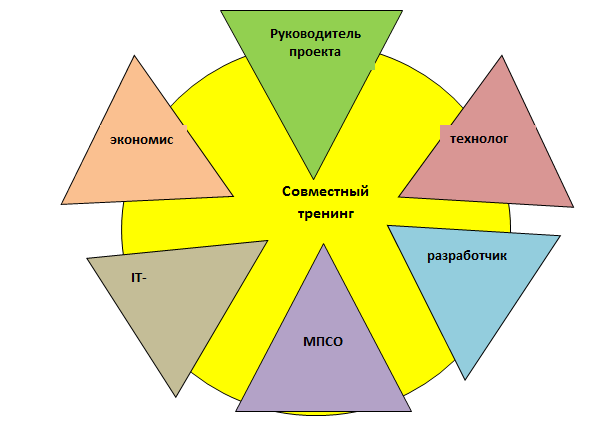 Руководитель
проекта
экономис
технолог
Совместный
тренинг
разработчик
IT-
МПСО